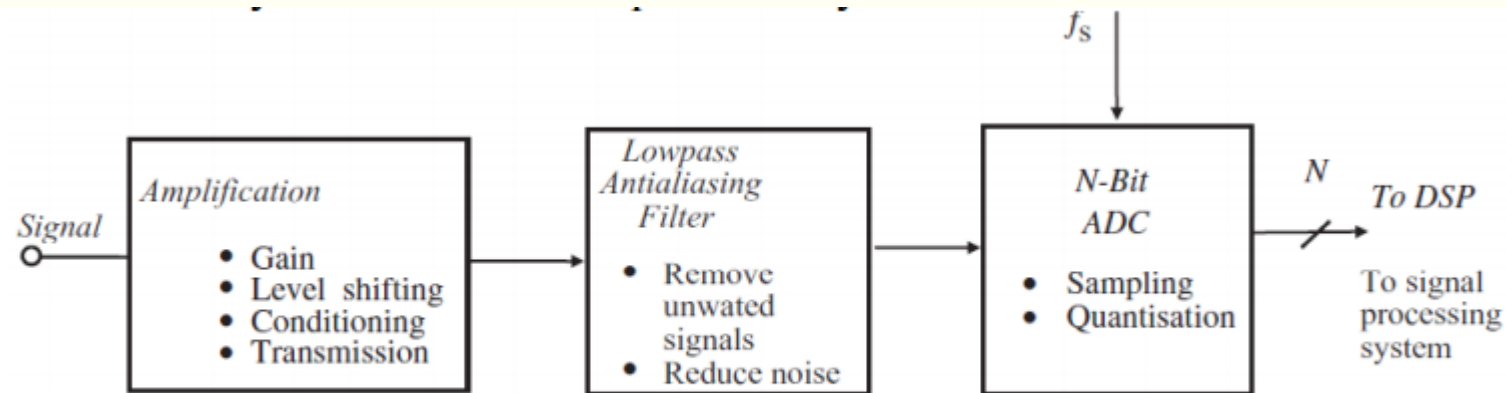 fs
Signal
Amplification
• Gain
• Level shifting
• Conditioning
• Transmission
Lowpass
Antialiasing
Filter
• Remove
unwated
signals
• Reduce noise
N-Bit
ADC
• Sampling
• Quantisation
N
To DSP
To signal
processing
system